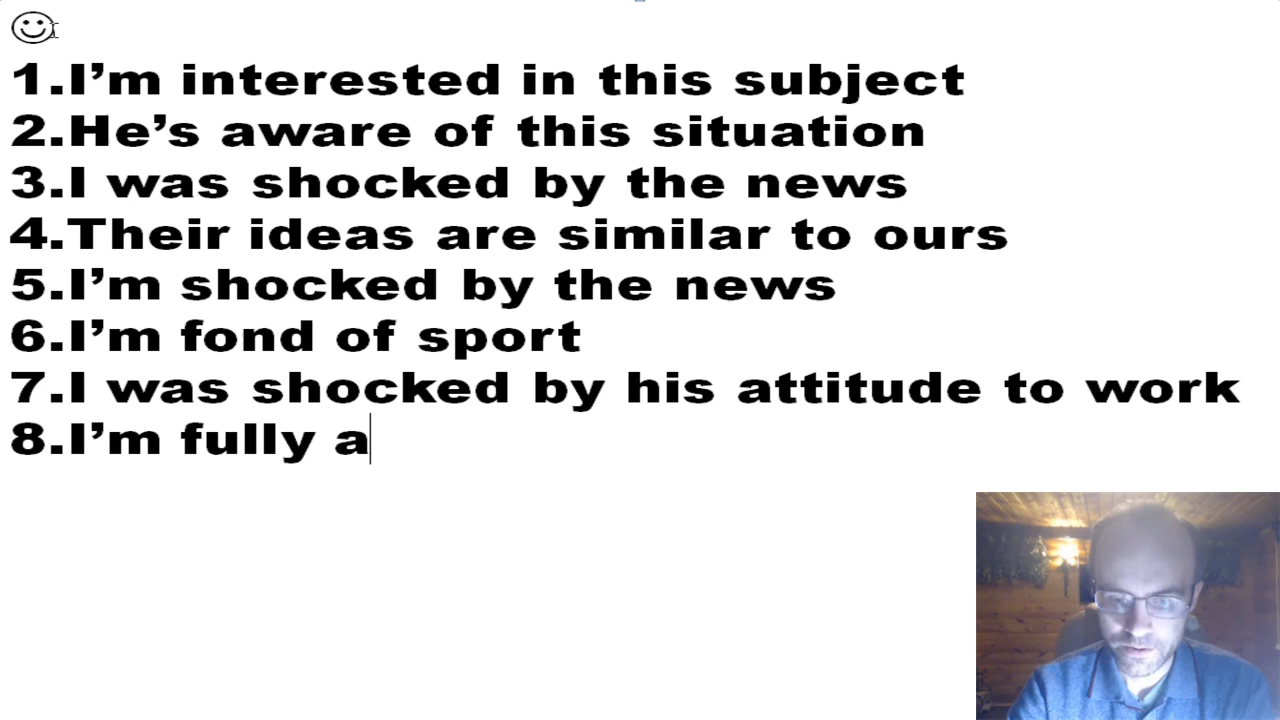 1.I’m interested in this subject
2.He’s aware of this situation
3.I was shocked by the news
4.Their ideas are similar to ours
5.I’m shocked by the news
6.I’m fond of sport
7.I was shocked by his attitude to work
8.I’m fully a